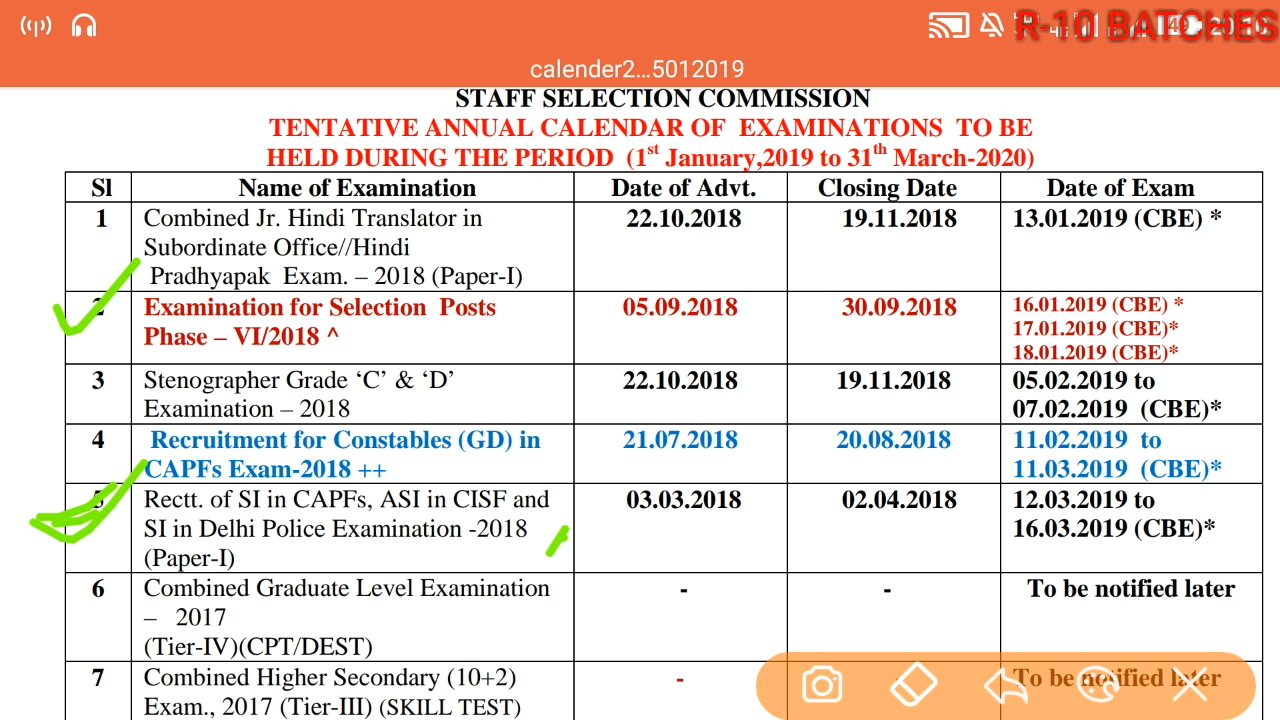 R-10 BATCHES
calender2...5012019
STAFF SELECTION COMMISSION
TENTATIVE ANNUAL CALENDAR OF EXAMINATIONS TO BE
HELD DURING THE PERIOD (1st January,2019 to 31th March-2020)
Sl Name of Examination Date of Advt. Closing Date Date of Exam
1 Combined Jr. Hindi Translator in 22.10.2018 19.11.2018 13.01.2019 (CBE) *
Subordinate Office//Hindi
Pradhyapak Exam. – 2018 (Paper-I)
2 Examination for Selection Posts 05.09.2018 30.09.2018 16.01.2019 (CBE) *
17.01.2019 (CBE)*
Phase – VI/2018 ^
18.01.2019 (CBE)*
3 Stenographer Grade ‘C’ & ‘D’ 22.10.2018 19.11.2018 05.02.2019 to
Examination – 2018 07.02.2019 (CBE)*
4 Recruitment for Constables (GD) in 21.07.2018 20.08.2018 11.02.2019 to
CAPFs Exam-2018 ++ 11.03.2019 (CBE)*
5 Rectt. of SI in CAPFs, ASI in CISF and 03.03.2018 02.04.2018 12.03.2019 to
SI in Delhi Police Examination -2018 16.03.2019 (CBE)*
(Paper-I)
6 Combined Graduate Level Examination - - To be notified later
– 2017
(Tier-IV)(CPT/DEST)
7 Combined Higher Secondary (10+2) - To be notified later
Exam., 2017 (Tier-III) (SKILL TEST)